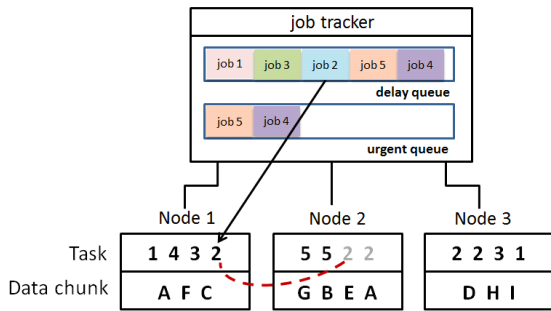 job tracker
job 1 job 3 job 2 job 5 job 4
delay queue
job 5 job 4
urgent queue
Node 1 Node 2 Node 3
Task 1 4 3 2 5 5 2 2 2 2 3 1
Data chunk A F C G B E A D H I